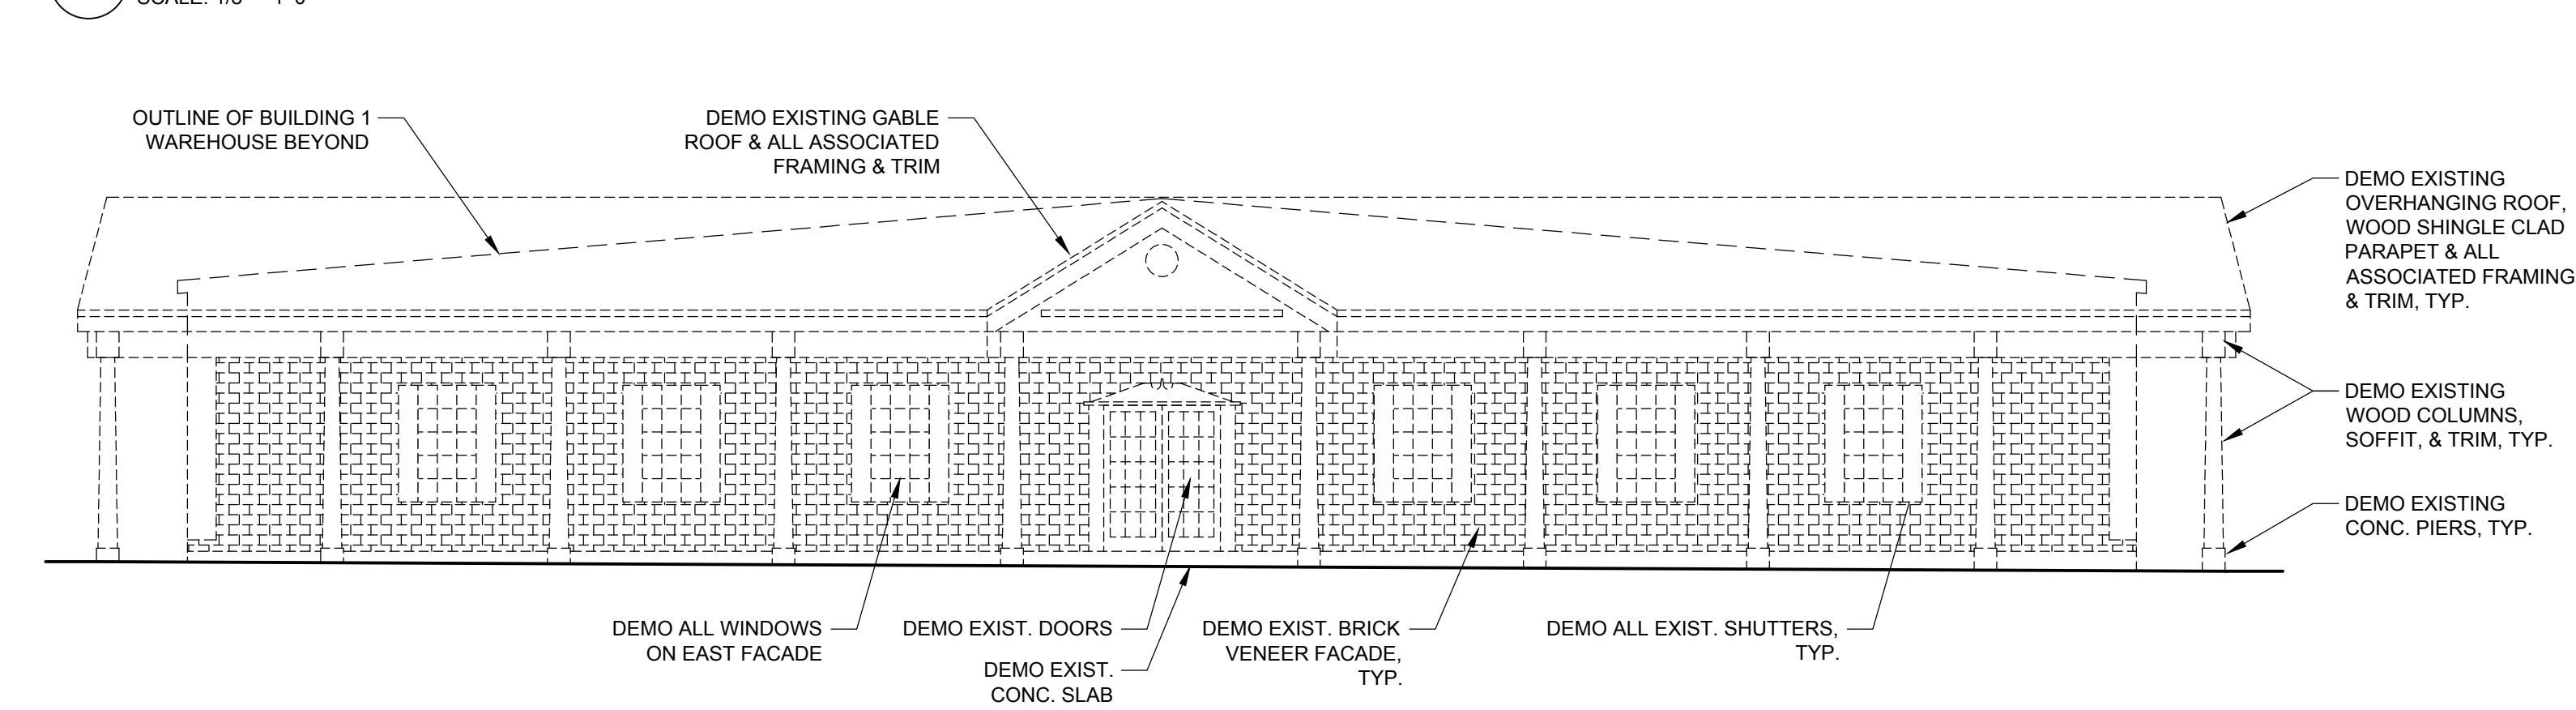 OUTLINE OF BUILDING 1
WAREHOUSE BEYOND
DEMO EXISTING GABLE
ROOF & ALL ASSOCIATED
FRAMING & TRIM
DEMO EXISTING
OVERHANGING ROOF,
WOOD SHINGLE CLAD
PARAPET & ALL
ASSOCIATED FRAMING
& TRIM, TYP.
DEMO EXISTING
WOOD COLUMNS,
SOFFIT, & TRIM, TYP.
DEMO EXISTING
CONC. PIERS, TYP.
DEMO ALL WINDOWS
ON EAST FACADE
DEMO EXIST. DOORS
DEMO EXIST.
CONC. SLAB
DEMO EXIST. BRICK
VENEER FACADE,
TYP.
DEMO ALL EXIST. SHUTTERS,
TYP.